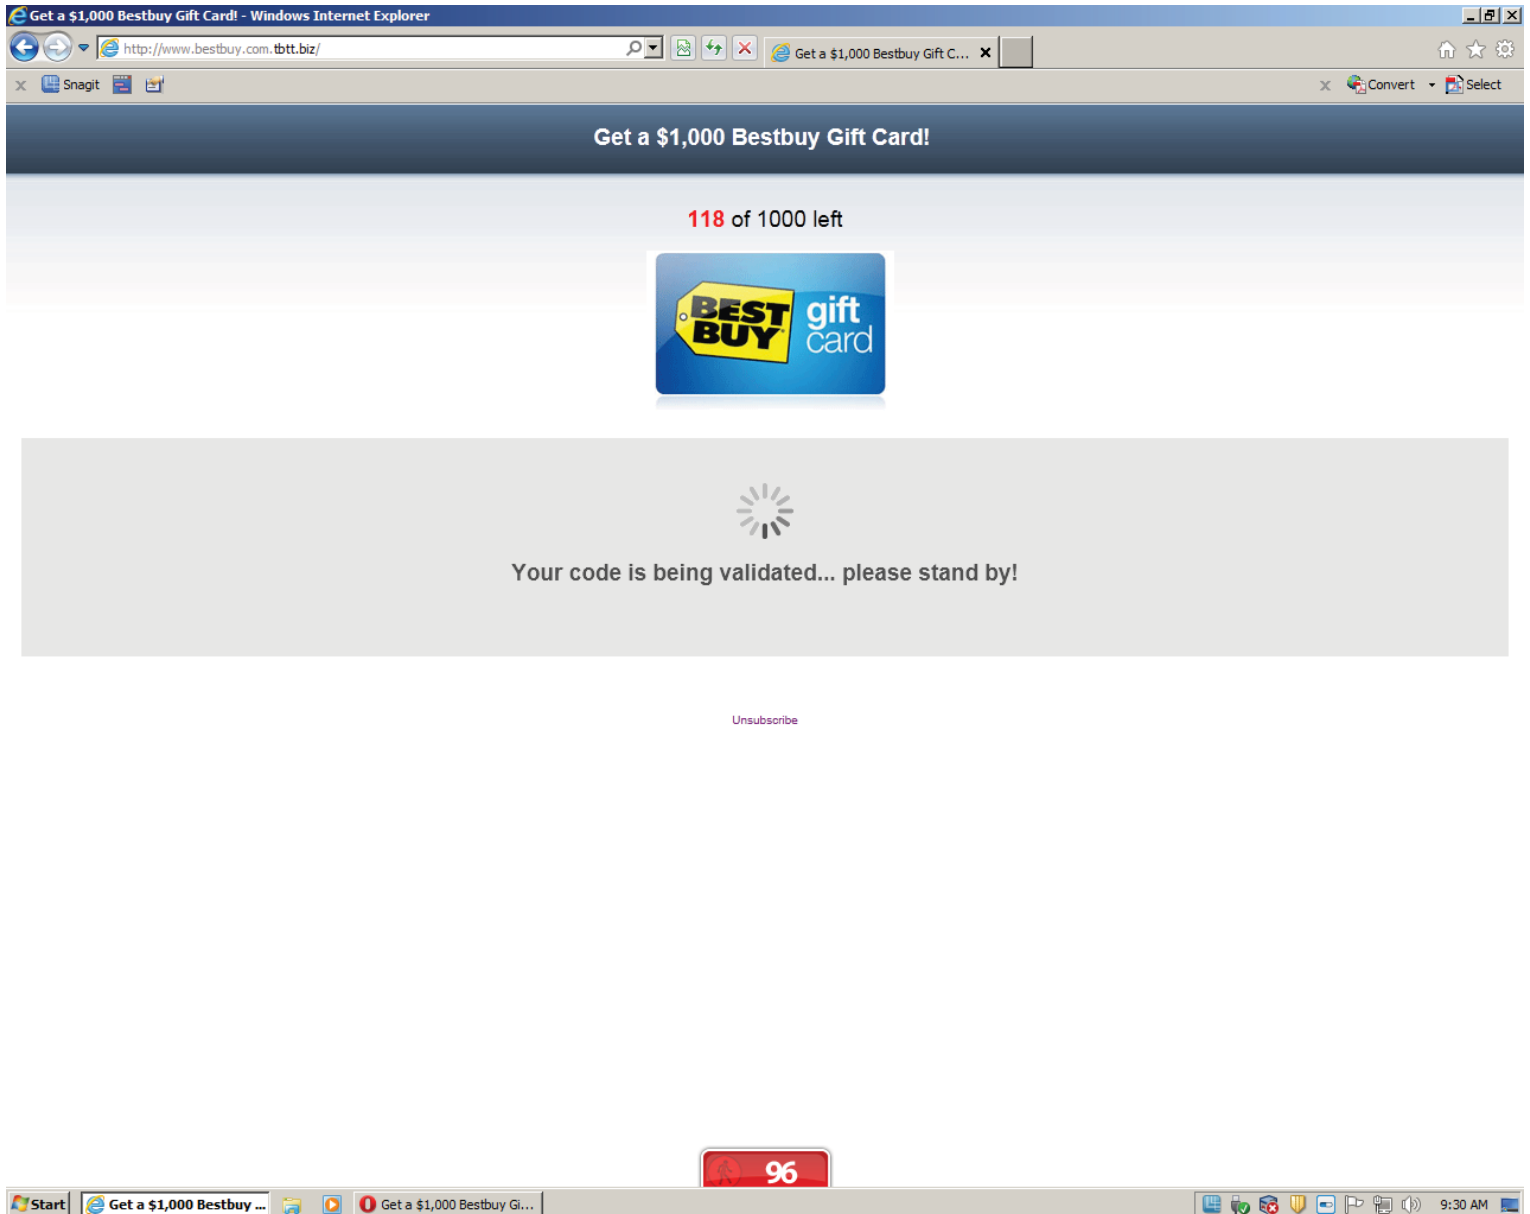 Get a $1,000 Bestbuy Gift Card! - Windows Internet Explorer
http://www.bestbuy.com.tbtt.biz/
Get a $1,000 Bestbuy Gift C...
Snagit
Convert
Select
Get a $1,000 Bestbuy Gift Card!
118 of 1000 left
BEST BUY
gift card
Your code is being validated... please stand by!
Unsubscribe
96
Start
Get a $1,000 Bestbuy ...
Get a $1,000 Bestbuy Gi...
9:30 AM